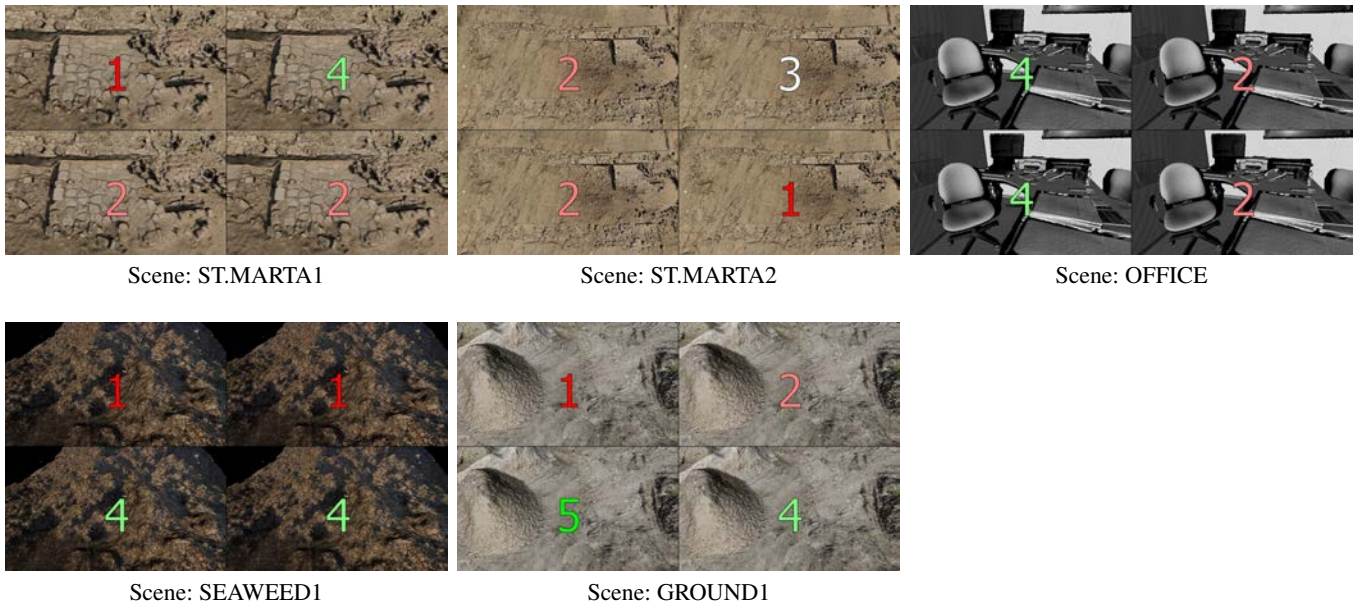 1 4
2 2
Scene: ST.MARTA1
2 3
2 1
Scene: ST.MARTA2
4 2
4 2
Scene: OFFICE
1 1
4 4
Scene: SEAWEED1
1 2
5 4
Scene: GROUND1